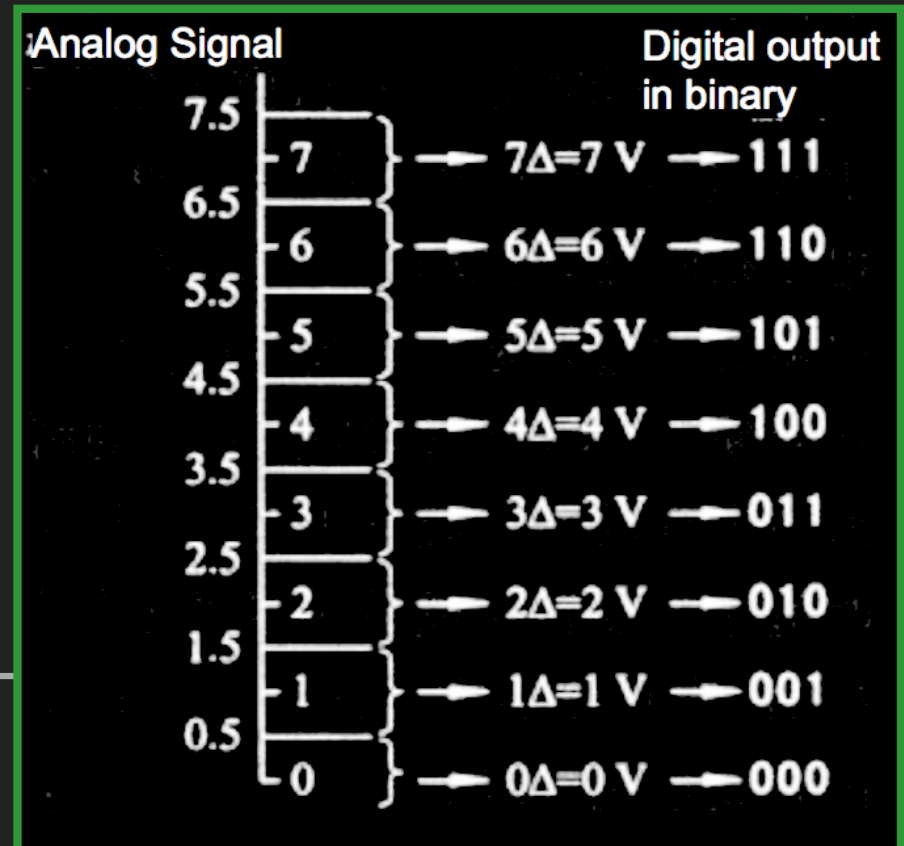 Analog Signal
Digital output
in binary
7.5
7 7Δ=7 V 111
6.5
6 6Δ=6 V 110
5.5
5 5Δ=5 V 101
4.5
4 4Δ=4 V 100
3.5
3 3Δ=3 V 011
2.5
2 2Δ=2 V 010
1.5
1 1Δ=1 V 001
0.5
0 0Δ=0 V 000